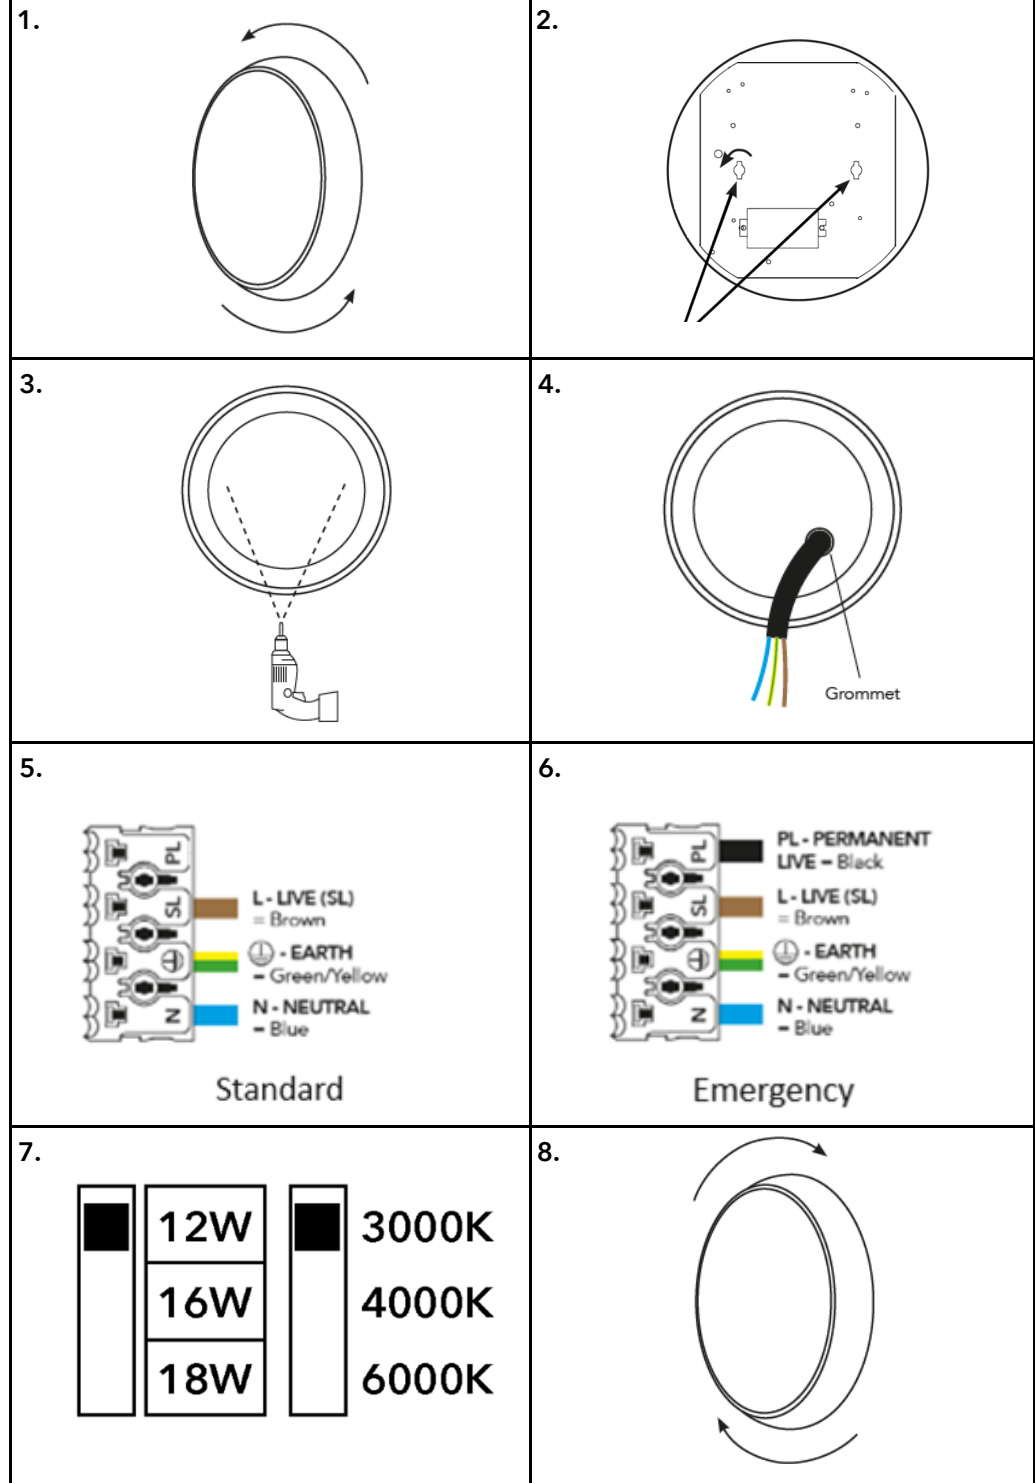 1.
2.
3.
4.
Grommet
5.
PL
SL
N
L - LIVE (SL)
= Brown
- EARTH
= Green/Yellow
N - NEUTRAL
= Blue
Standard
6.
PL
SL
N
PL - PERMANENT
LIVE = Black
L - LIVE (SL)
= Brown
- EARTH
= Green/Yellow
N - NEUTRAL
= Blue
Emergency
7.
12W 3000K
16W 4000K
18W 6000K
8.